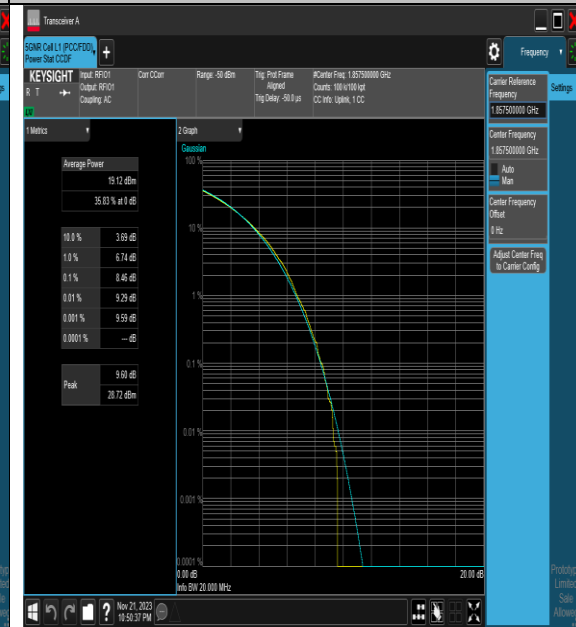 Transceiver A
5GNR Cell L1 (PCC/FDD)
Power Stat CCDF
+
Frequency
KEYSIGHT
R T
Input: RFIO1
Output: RFIO1
Coupling: AC
Corr CCorr
Range: -50 dBm
Trig: Prot Frame
Aligned
Trig Delay: -50.0 µs
#Center Freq: 1.857500000 GHz
Counts: 100 k/100 kpt
CC Info: Uplink, 1 CC
Carrier Reference
Frequency
1.857500000 GHz
Settings
1 Metrics
2 Graph
Center Frequency
1.857500000 GHz
Auto
Man
Center Frequency
Offset
0 Hz
Adjust Center Freq
to Carrier Config
Average Power
19.12 dBm
35.83 % at 0 dB
10.0 % 3.69 dB
1.0 % 6.74 dB
0.1 % 8.46 dB
0.01 % 9.29 dB
0.001 % 9.59 dB
0.0001 % --- dB
Peak
9.60 dB
28.72 dBm
Gaussian
100 %
10 %
1 %
0.1 %
0.01 %
0.001 %
0.0001 %
0.00 dB
20.00 dB
Info BW 20.000 MHz
?
Nov 21, 2023
10:50:37 PM